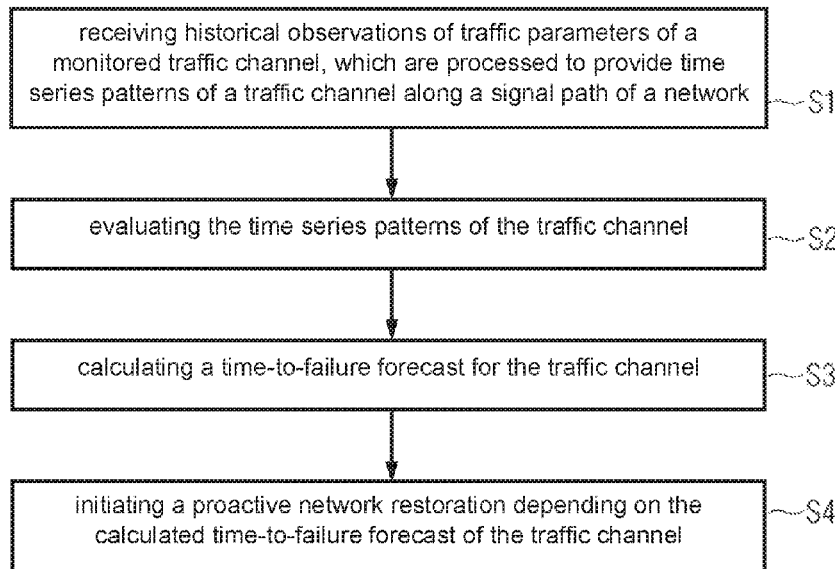 receiving historical observations of traffic parameters of a
monitored traffic channel, which are processed to provide time
series patterns of a traffic channel along a signal path of a network
S1
evaluating the time series patterns of the traffic channel
S2
calculating a time-to-failure forecast for the traffic channel
S3
initiating a proactive network restoration depending on the
calculated time-to-failure forecast of the traffic channel
S4